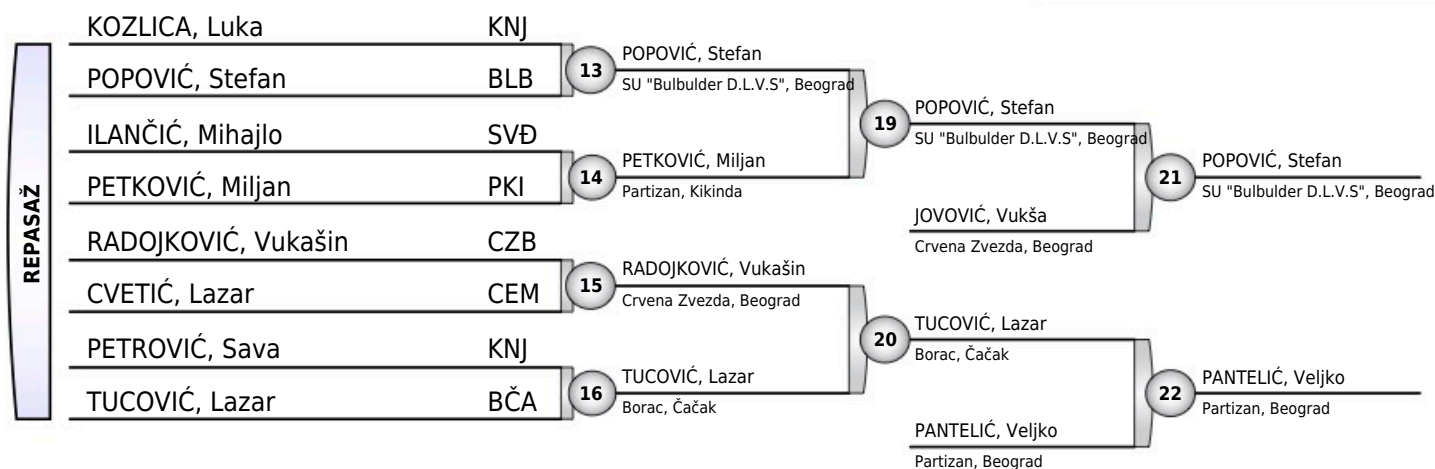 REPASAŽ
KOZLICA, Luka KNJ
POPOVIĆ, Stefan BLB
ILANČIĆ, Mihajlo SVĐ
PETKOVIĆ, Miljan PKI
RADOJKOVIĆ, Vukašin CZB
CVETIĆ, Lazar CEM
PETROVIĆ, Sava KNJ
TUCOVIĆ, Lazar BČA
13
POPOVIĆ, Stefan
SU "Bulbulder D.L.V.S", Beograd
14
PETKOVIĆ, Miljan
Partizan, Kikinda
15
RADOJKOVIĆ, Vukašin
Crvena Zvezda, Beograd
16
TUCOVIĆ, Lazar
Borac, Čačak
19
POPOVIĆ, Stefan
SU "Bulbulder D.L.V.S", Beograd
JOVOVIĆ, Vukša
Crvena Zvezda, Beograd
20
TUCOVIĆ, Lazar
Borac, Čačak
PANTELIĆ, Veljko
Partizan, Beograd
21
POPOVIĆ, Stefan
SU "Bulbulder D.L.V.S", Beograd
22
PANTELIĆ, Veljko
Partizan, Beograd